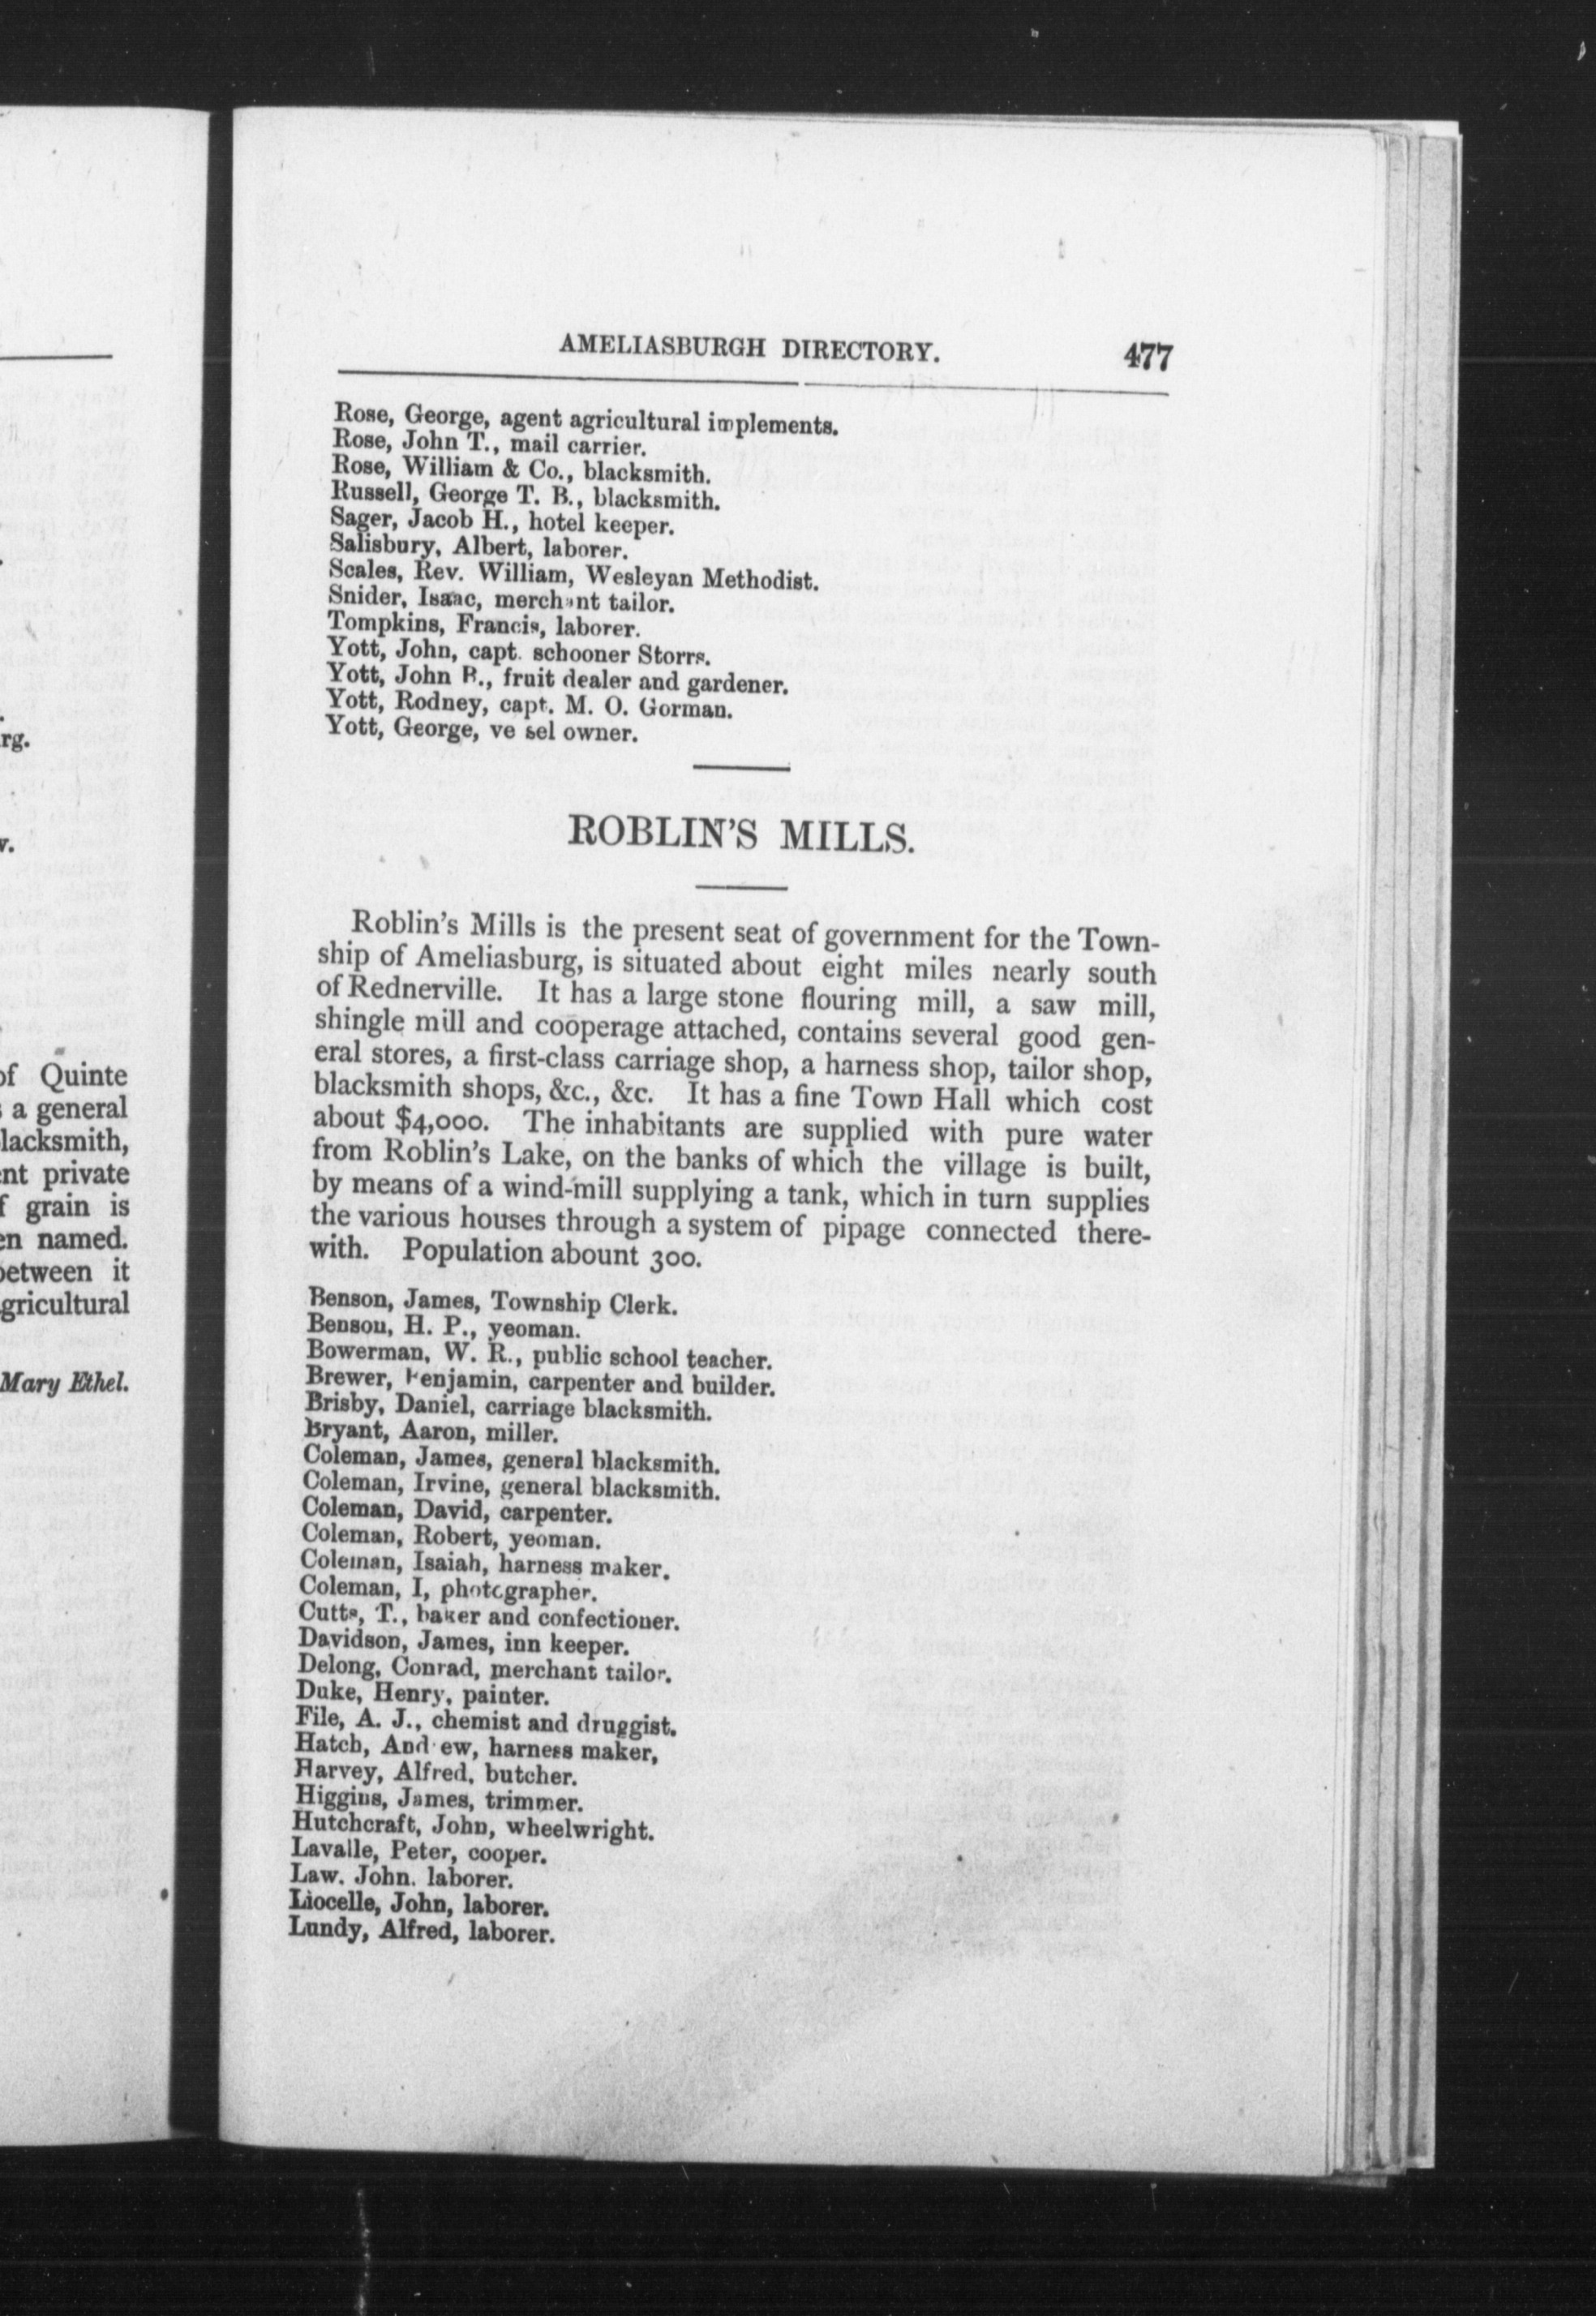 AMELIASBURGH DIRECTORY. 477
Rose, George, agent agricultural implements.
Rose, John T., mail carrier.
Rose, William & Co., blacksmith.
Russell, George T. B., blacksmith.
Sager, Jacob H., hotel keeper.
Salisbury, Albert, laborer.
Scales, Rev. William, Wesleyan Methodist.
Snider, Isaac, merchant tailor.
Tompkins, Francis, laborer.
Yott, John, capt. schooner Storrs.
Yott, John B., fruit dealer and gardener.
Yott, Rodney, capt. M. O. Gorman.
Yott, George, ve sel owner.
ROBLIN'S MILLS.
Roblin's Mills is the present seat of government for the Town-
ship of Ameliasburg, is situated about eight miles nearly south
of Rednerville. It has a large stone flouring mill, a saw mill,
shingle mill and cooperage attached, contains several good gen-
eral stores, a first-class carriage shop, a harness shop, tailor shop,
blacksmith shops, &c., &c. It has a fine Town Hall which cost
about $4,000. The inhabitants are supplied with pure water
from Roblin's Lake, on the banks of which the village is built,
by means of a wind-mill supplying a tank, which in turn supplies
the various houses through a system of pipage connected there-
with. Population abount 300.
Benson, James, Township Clerk.
Benson, H. P., yeoman.
Bowerman, W. R., public school teacher.
Brewer, Benjamin, carpenter and builder.
Brisby, Daniel, carriage blacksmith.
Bryant, Aaron, miller.
Coleman, James, general blacksmith.
Coleman, Irvine, general blacksmith.
Coleman, David, carpenter.
Coleman, Robert, yeoman.
Coleman, Isaiah, harness maker.
Coleman, I, photographer.
Cutts, T., baker and confectioner.
Davidson, James, inn keeper.
Delong, Conrad, merchant tailor.
Duke, Henry, painter.
File, A. J., chemist and druggist.
Hatch, And ew, harness maker,
Harvey, Alfred, butcher.
Higgins, James, trimmer.
Hutchcraft, John, wheelwright.
Lavalle, Peter, cooper.
Law. John. laborer.
Liocelle, John, laborer.
Lundy, Alfred, laborer.
rg.
of Quinte
a general
lacksmith,
ent private
f grain is
en named.
between it
gricultural
Mary Ethel.